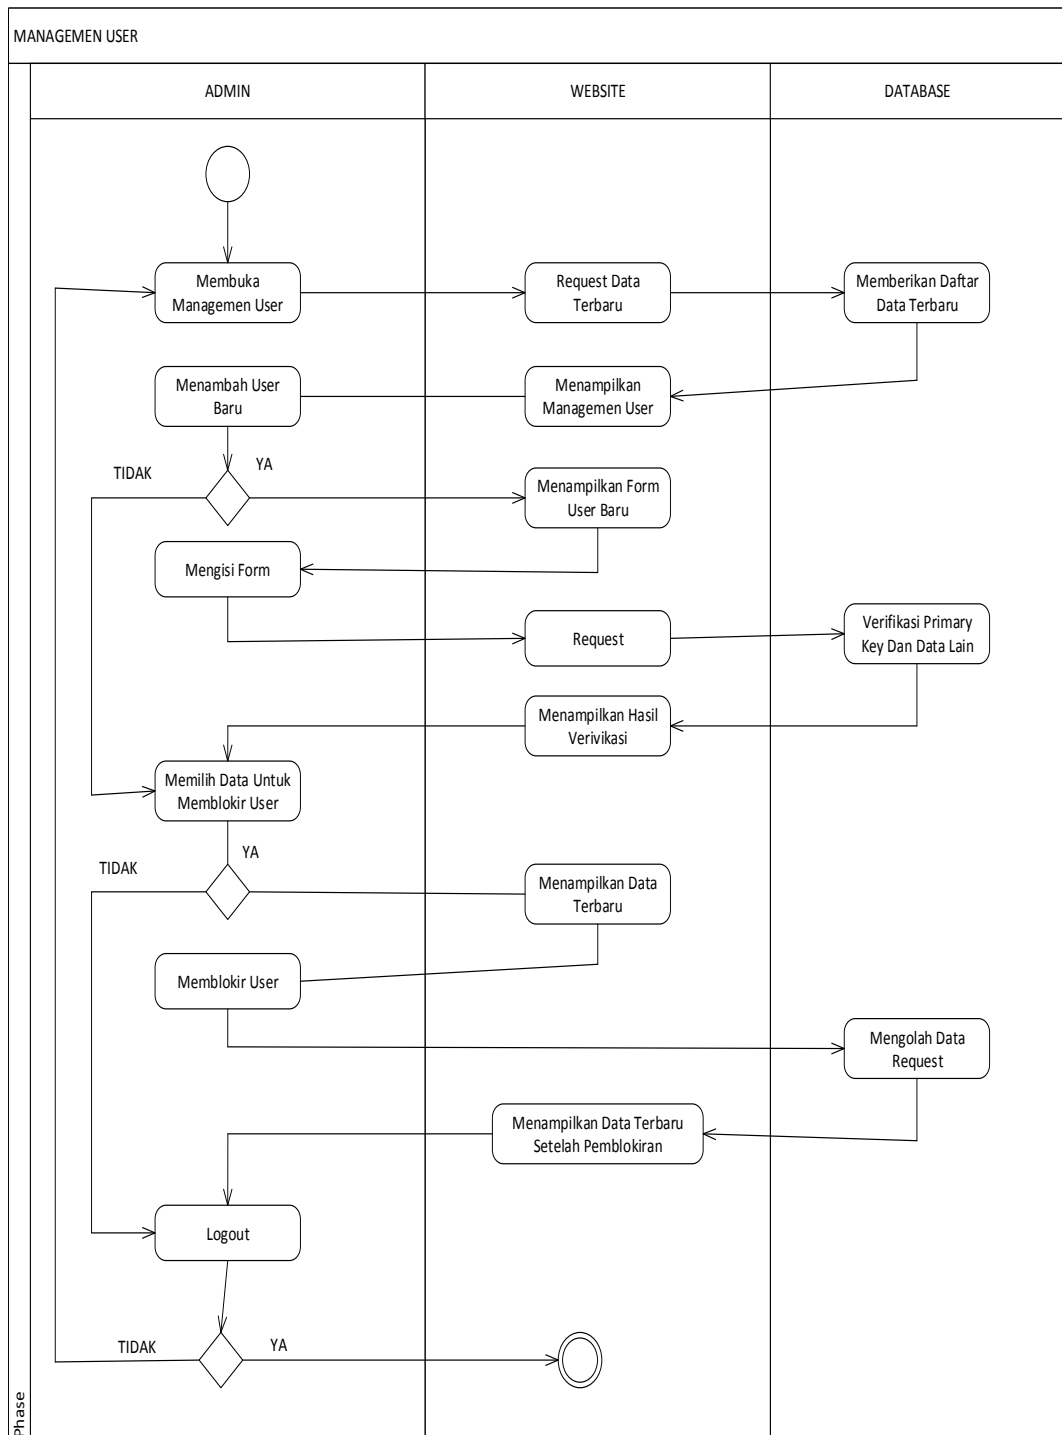 MANAGEMEN USER
ADMIN
WEBSITE
DATABASE
Membuka
Managemen User
Request Data
Terbaru
Memberikan Daftar
Data Terbaru
Menambah User
Baru
Menampilkan
Managemen User
TIDAK
YA
Menampilkan Form
User Baru
Mengisi Form
Request
Verifikasi Primary
Key Dan Data Lain
Menampilkan Hasil
Verivikasi
Memilih Data Untuk
Memblokir User
TIDAK
YA
Menampilkan Data
Terbaru
Memblokir User
Mengolah Data
Request
Menampilkan Data Terbaru
Setelah Pemblokiran
Logout
TIDAK
YA
Phase